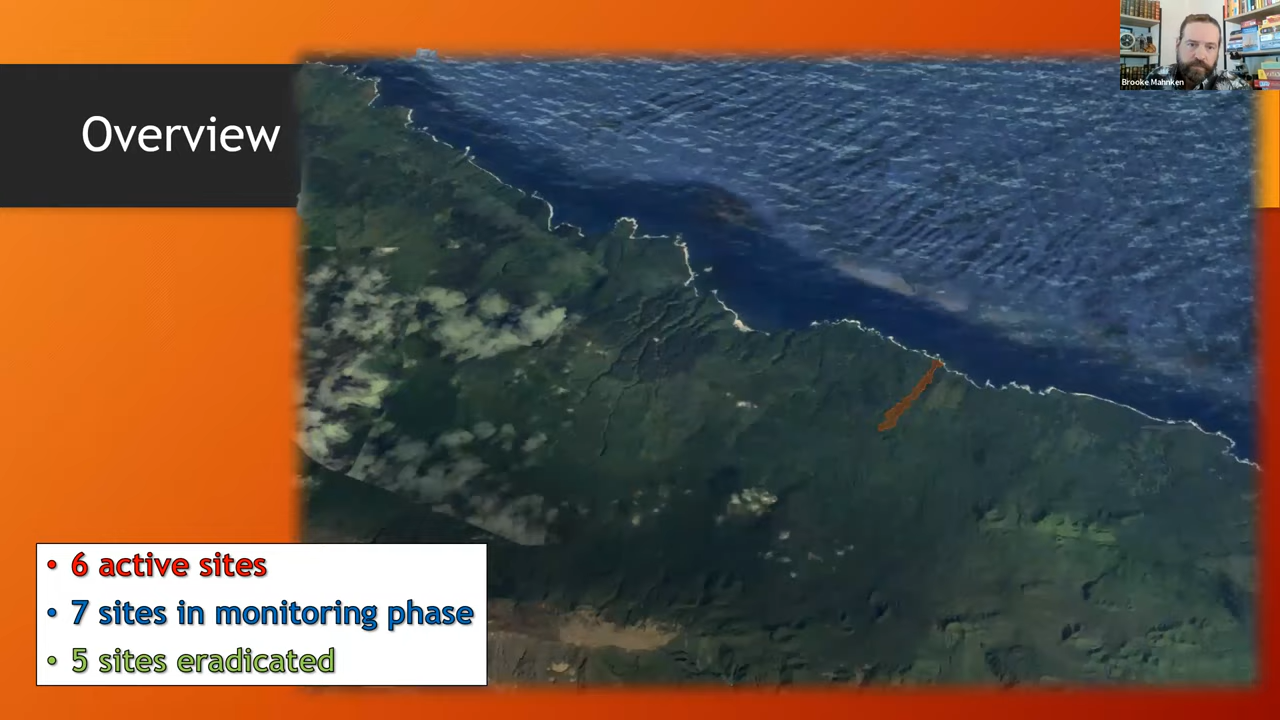 Brooke Mahnken
Overview
• 6 active sites
• 7 sites in monitoring phase
• 5 sites eradicated